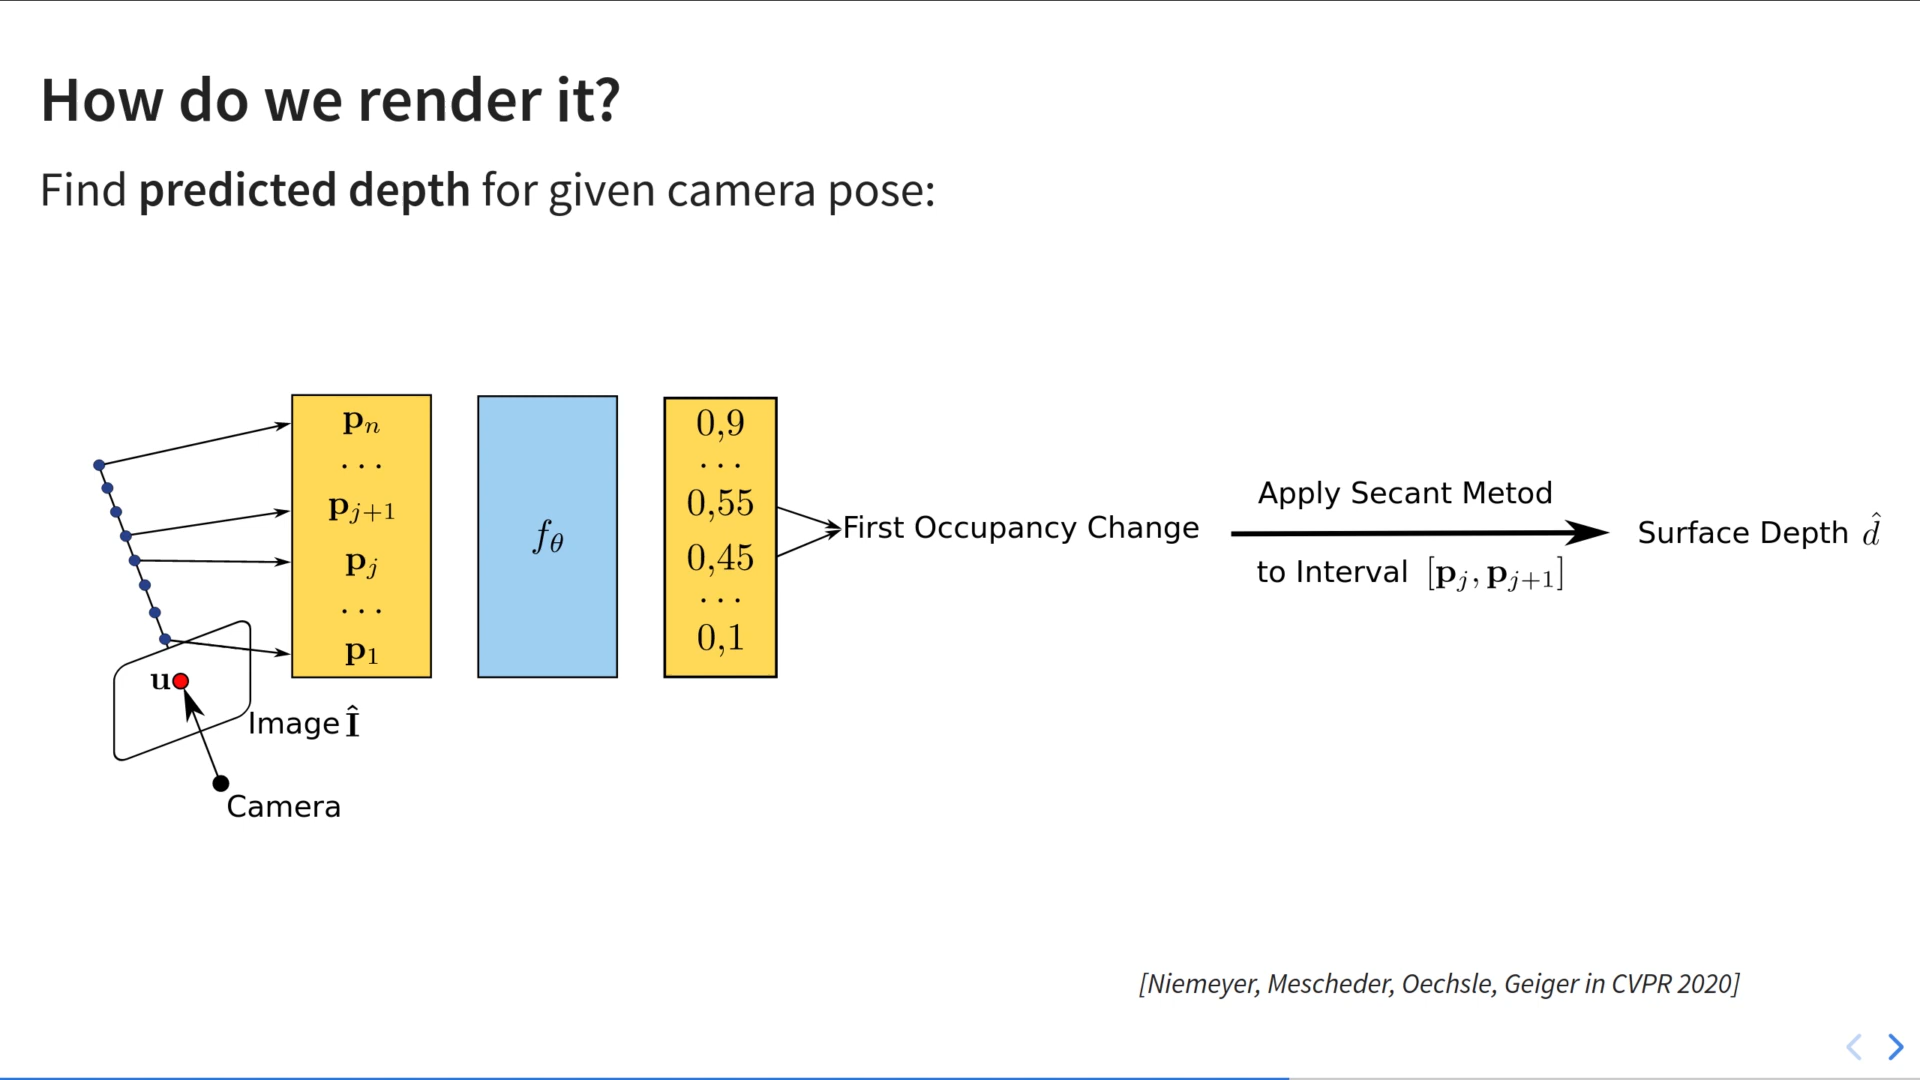 How do we render it?
Find predicted depth for given camera pose:
p_n
...
p_{j+1}
p_j
...
p_1
f_θ
0,9
...
0,55
0,45
...
0,1
First Occupancy Change
Apply Secant Metod
to Interval [p_j, p_{j+1}]
Surface Depth d̂
u
Image Î
Camera
[Niemeyer, Mescheder, Oechsle, Geiger in CVPR 2020]